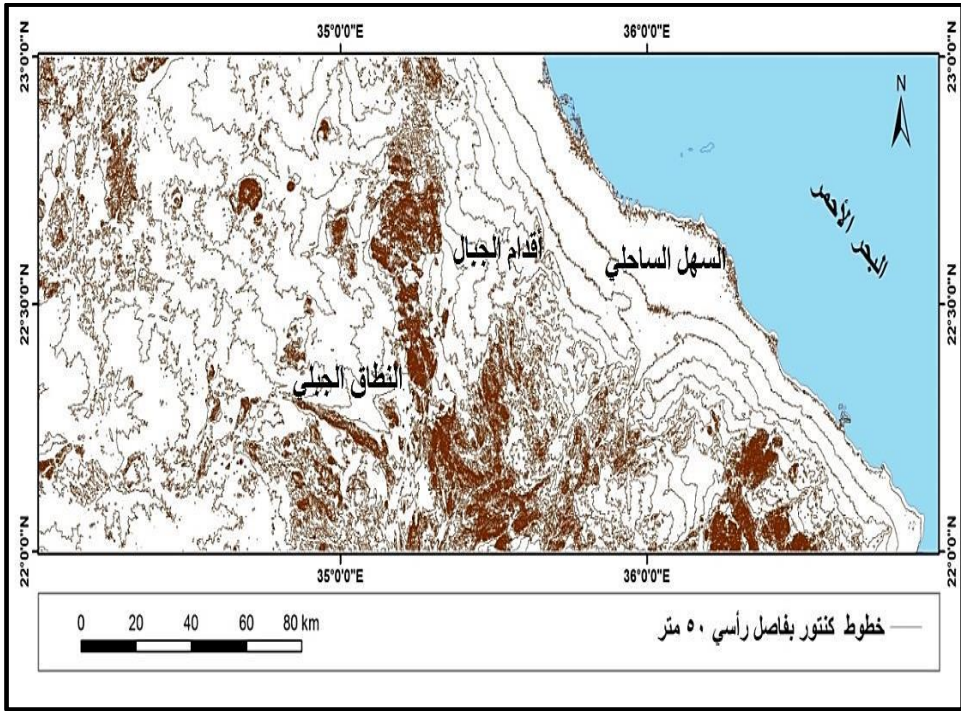 35°0'0"E 36°0'0"E
23°0'0"N 23°0'0"N
N
البحر الأحمر
أقدام الجبال
السهل الساحلي
22°30'0"N 22°30'0"N
النطاق الجبلي
22°0'0"N 22°0'0"N
35°0'0"E 36°0'0"E
0 20 40 60 80 km
خطوط كنتور بفاصل رأسي ٥٠ متر